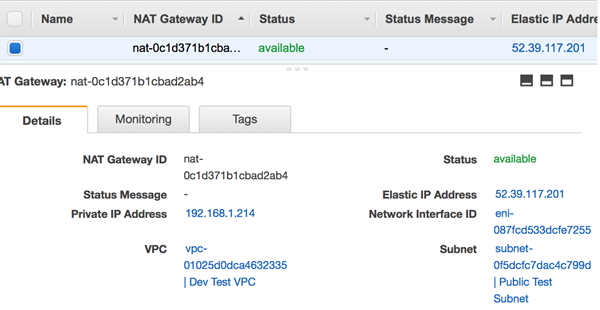 Name NAT Gateway ID Status Status Message Elastic IP Addre
nat-0c1d371b1cba... available - 52.39.117.201
AT Gateway: nat-0c1d371b1cbad2ab4
Details Monitoring Tags
NAT Gateway ID nat- Status available
0c1d371b1cbad2ab4
Status Message - Elastic IP Address 52.39.117.201
Private IP Address 192.168.1.214 Network Interface ID eni-
087fcd533dcfe7255
VPC vpc- Subnet subnet-
01025d0dca4632335 0f5dcfc7dac4c799d
| Dev Test VPC | Public Test
Subnet